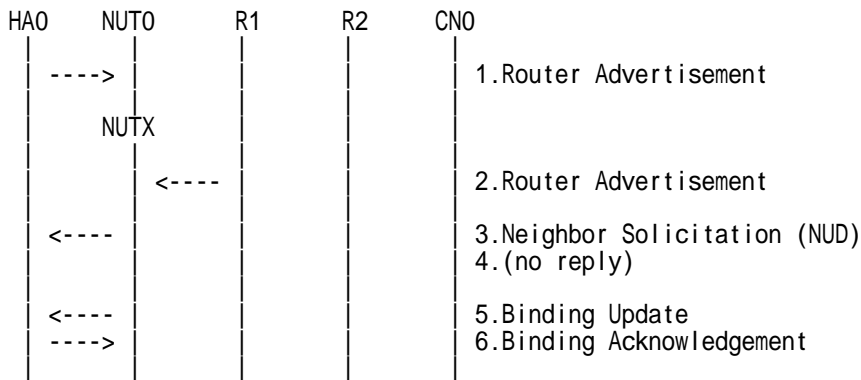 HA0 NUT0 R1 R2 CN0
----> 1.Router Advertisement
NUTX
<---- 2.Router Advertisement
<---- 3.Neighbor Solicitation (NUD)
4.(no reply)
<---- 5.Binding Update
----> 6.Binding Acknowledgement